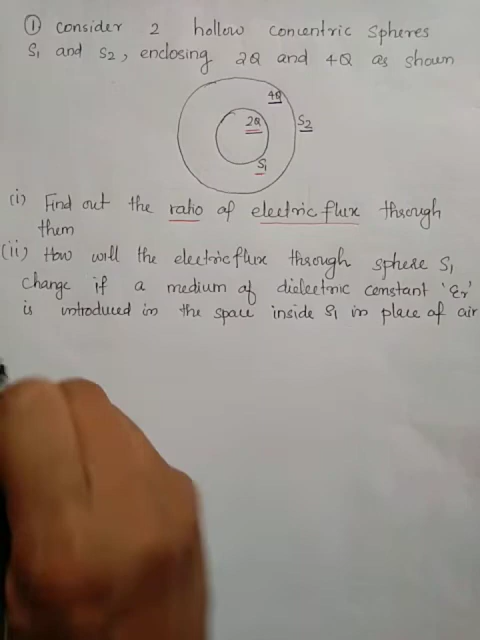 ① consider 2 hollow concentric spheres
S₁ and S₂, enclosing 2Q and 4Q as shown
4Q
2Q
S₂
S₁
(i) Find out the ratio of electric flux through
them
(ii) How will the electric flux through sphere S₁
change if a medium of dielectric constant 'εr'
is introduced in the space inside S₁ in place of air